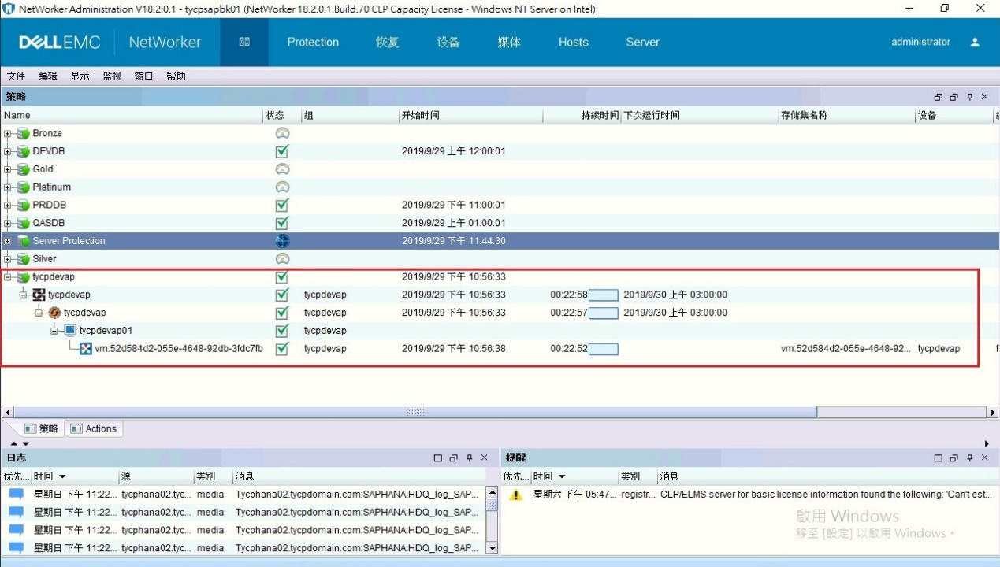 NetWorker Administration V18.2.0.1 - tycpsapbk01 (NetWorker 18.2.0.1.Build.70 CLP Capacity License - Windows NT Server on Intel)
DELLEMC NetWorker Protection 恢复 设备 媒体 Hosts Server administrator
文件 编辑 显示 监视 窗口 帮助
策略
Name 状态 组 开始时间 持续时间 下次运行时间 存储集名称 设备
Bronze
DEVDB 2019/9/29 上午 12:00:01
Gold
Platinum
PRDDB 2019/9/29 下午 11:00:01
QASDB 2019/9/29 上午 01:00:01
Server Protection 2019/9/29 下午 11:44:30
Silver
tycpdevap 2019/9/29 下午 10:56:33
tycpdevap tycpdevap 2019/9/29 下午 10:56:33 00:22:58 2019/9/30 上午 03:00:00
tycpdevap tycpdevap 2019/9/29 下午 10:56:33 00:22:57 2019/9/30 上午 03:00:00
tycpdevap01 tycpdevap
vm:52d584d2-055e-4648-92db-3fdc7fb tycpdevap 2019/9/29 下午 10:56:38 00:22:52 vm:52d584d2-055e-4648-92... tycpdevap
策略 Actions
日志
优先... 时间 源 类别 消息
星期日 下午 11:22... tycphana02.tyc... media Tycphana02.tycpdomain.com:SAPHANA:HDQ_log_SAP...
星期日 下午 11:22... tycphana02.tyc... media Tycphana02.tycpdomain.com:SAPHANA:HDQ_log_SAP...
星期日 下午 11:22... tycphana02.tyc... media Tycphana02.tycpdomain.com:SAPHANA:HDQ_log_SAP...
星期日 下午 11:22... tycphana02.tyc... media Tycphana02.tycpdomain.com:SAPHANA:HDQ_log_SAP...
提醒
优先... 时间 类别 消息
星期六 下午 05:47... registr... CLP/ELMS server for basic license information found the following: 'Can't est...
啟用 Windows
移至 [設定] 以啟用 Windows。